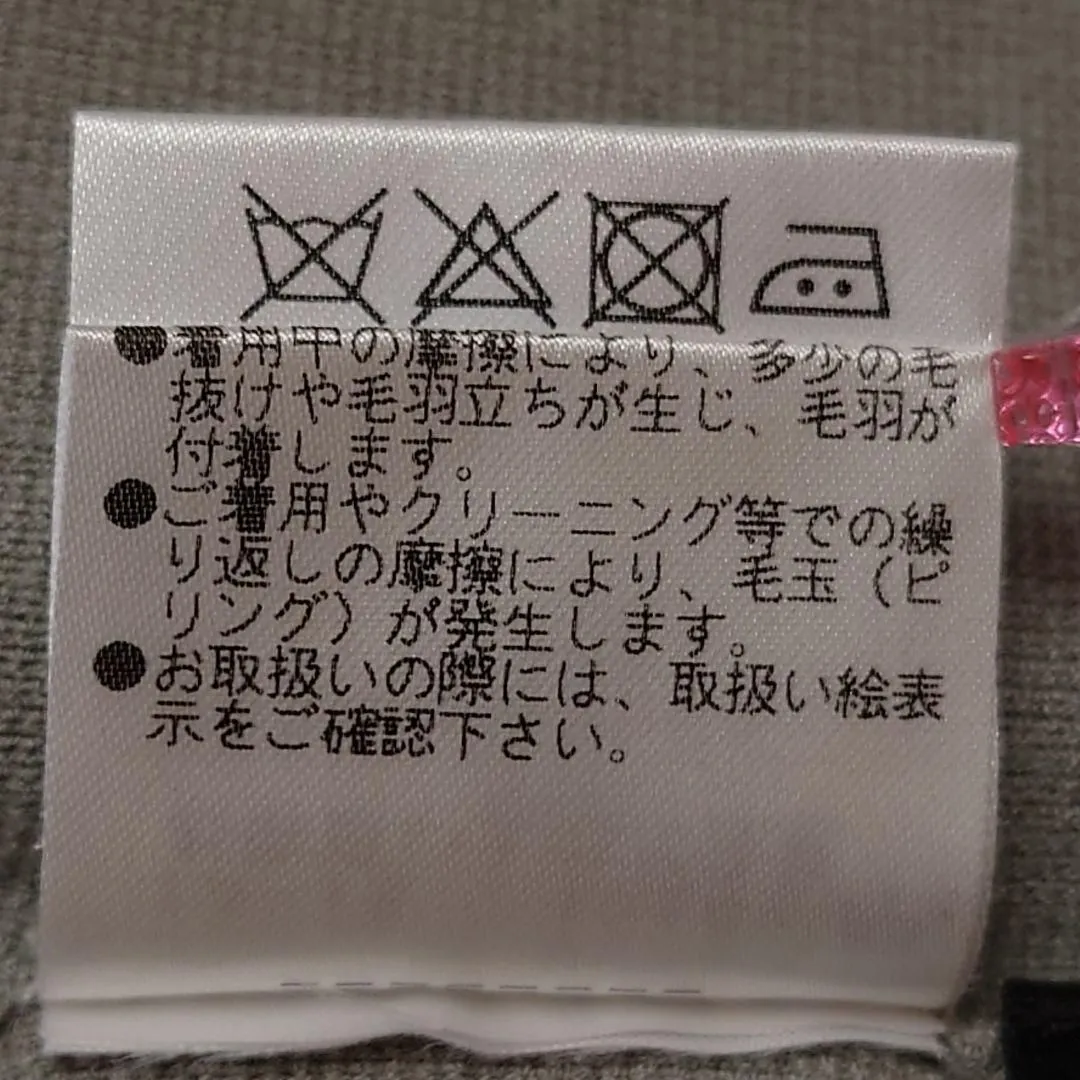 ●着用中の摩擦により、多少の毛
抜けや毛羽立ちが生じ、毛羽が
付着します。
●ご着用やクリーニング等での繰
り返しの摩擦により、毛玉（ピ
リング）が発生します。
●お取扱いの際には、取扱い絵表
示をご確認下さい。